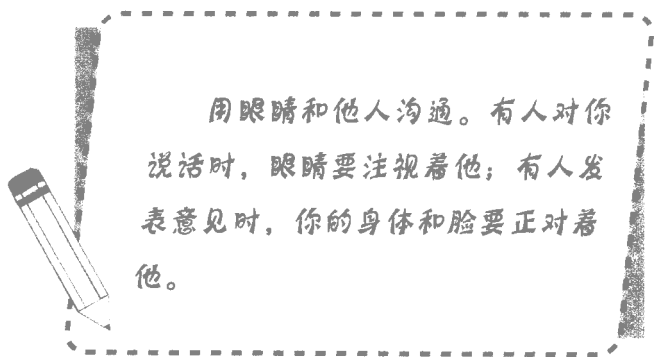 用眼睛和他人沟通。有人对你
说话时，眼睛要注视着他；有人发
表意见时，你的身体和脸要正对着
他。